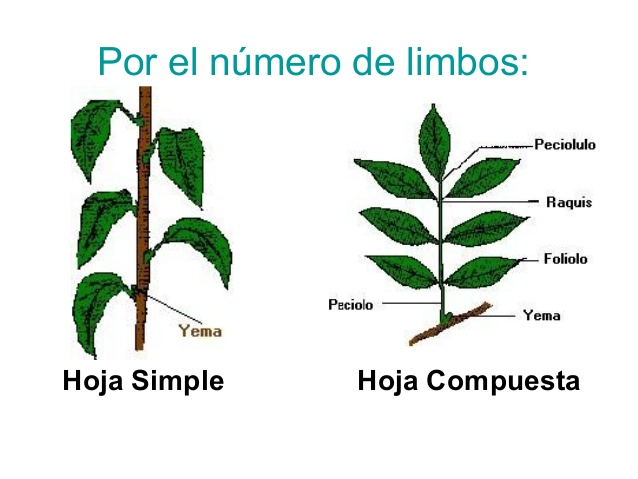 Por el número de limbos:
Peciolulo
Raquis
Foliolo
Peciolo
Yema
Yema
Hoja Simple
Hoja Compuesta